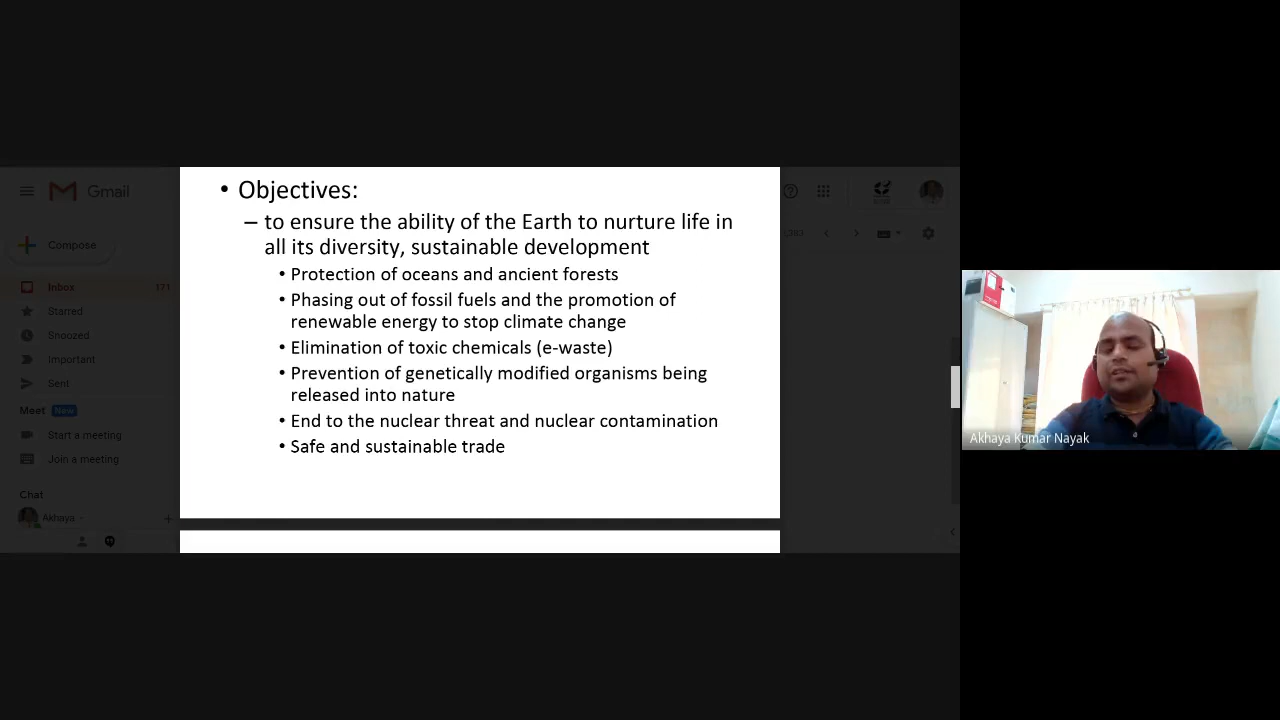 Gmail
Compose
Inbox 171
Starred
Snoozed
Important
Sent
Meet New
Start a meeting
Join a meeting
Chat
Akhaya
• Objectives:
– to ensure the ability of the Earth to nurture life in
all its diversity, sustainable development
• Protection of oceans and ancient forests
• Phasing out of fossil fuels and the promotion of
renewable energy to stop climate change
• Elimination of toxic chemicals (e-waste)
• Prevention of genetically modified organisms being
released into nature
• End to the nuclear threat and nuclear contamination
• Safe and sustainable trade
Akhaya Kumar Nayak